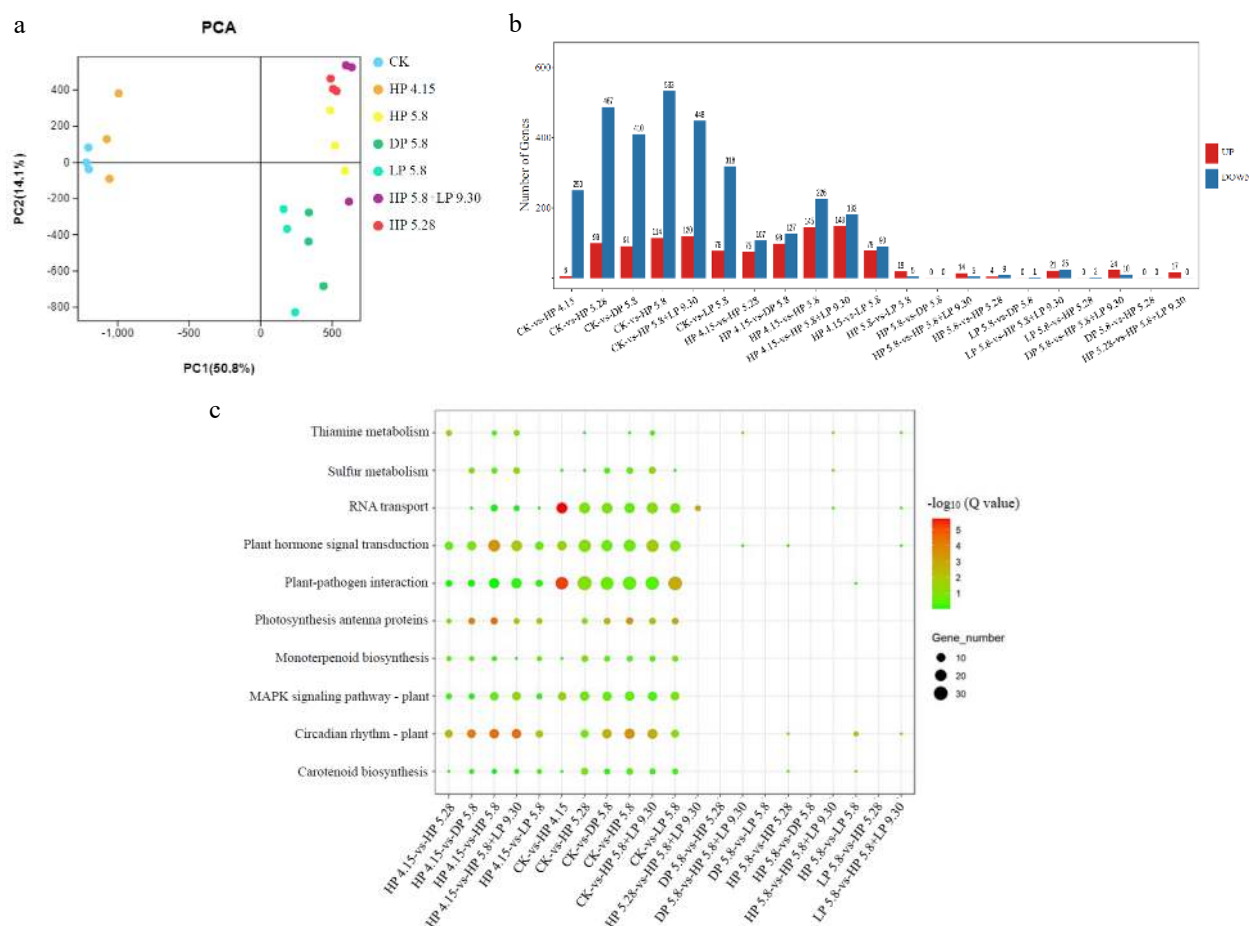 a
PCA
400
200
0
-200
-400
-600
-800
-1,000
0
500
PC2(14.1%)
PC1(50.8%)
CK
HP 4.15
HP 5.8
DP 5.8
LP 5.8
HP 5.8+LP 9.30
HP 5.28
b
Number of Genes
600
400
200
410
120
448
127
145
226
UP
DOWN
CK-vs-HP 4.15
CK-vs-HP 5.28
CK-vs-DP 5.8
CK-vs-HP 5.8
CK-vs-HP 5.8+LP 9.30
CK-vs-LP 5.8
HP 4.15-vs-HP 5.28
HP 4.15-vs-DP 5.8
HP 4.15-vs-HP 5.8
HP 4.15-vs-HP 5.8+LP 9.30
HP 4.15-vs-LP 5.8
HP 5.8-vs-LP 5.8
HP 5.8-vs-DP 5.8
HP 5.8-vs-HP 5.8+LP 9.30
HP 5.8-vs-HP 5.28
LP 5.8-vs-DP 5.8
LP 5.8-vs-HP 5.8+LP 9.30
LP 5.8-vs-HP 5.28
DP 5.8-vs-HP 5.8+LP 9.30
DP 5.8-vs-HP 5.28
HP 5.28-vs-HP 5.8+LP 9.30
c
Thiamine metabolism
Sulfur metabolism
RNA transport
Plant hormone signal transduction
Plant-pathogen interaction
Photosynthesis antenna proteins
Monoterpenoid biosynthesis
MAPK signaling pathway - plant
Circadian rhythm - plant
Carotenoid biosynthesis
HP 4.15-vs-HP 5.28
HP 4.15-vs-DP 5.8
HP 4.15-vs-HP 5.8
HP 4.15-vs-HP 5.8+LP 9.30
HP 4.15-vs-LP 5.8
CK-vs-HP 4.15
CK-vs-HP 5.28
CK-vs-DP 5.8
CK-vs-HP 5.8
CK-vs-HP 5.8+LP 9.30
CK-vs-LP 5.8
HP 5.28-vs-HP 5.8+LP 9.30
DP 5.8-vs-HP 5.28
DP 5.8-vs-HP 5.8+LP 9.30
DP 5.8-vs-LP 5.8
HP 5.8-vs-HP 5.28
HP 5.8-vs-DP 5.8
HP 5.8-vs-HP 5.8+LP 9.30
HP 5.8-vs-LP 5.8
LP 5.8-vs-HP 5.28
LP 5.8-vs-HP 5.8+LP 9.30
-log10 (Q value)
5
4
3
2
1
Gene_number
10
20
30